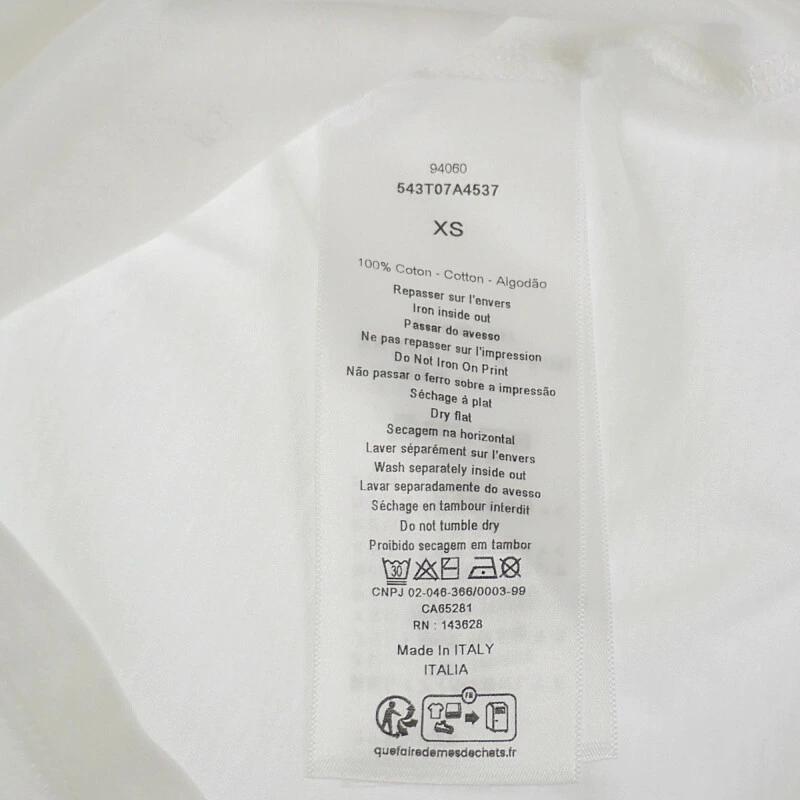 94060
543T07A4537
XS
100% Coton - Cotton - Algodão
Repasser sur l'envers
Iron inside out
Passar do avesso
Ne pas repasser sur l'impression
Do Not Iron On Print
Não passar o ferro sobre a impressão
Séchage à plat
Dry flat
Secagem na horizontal
Laver séparément sur l'envers
Wash separately inside out
Lavar separadamente do avesso
Séchage en tambour interdit
Do not tumble dry
Proibido secagem em tambor
30
CNPJ 02-046-366/0003-99
CA65281
RN : 143628
Made In ITALY
ITALIA
FR
quefairedemesdechets.fr